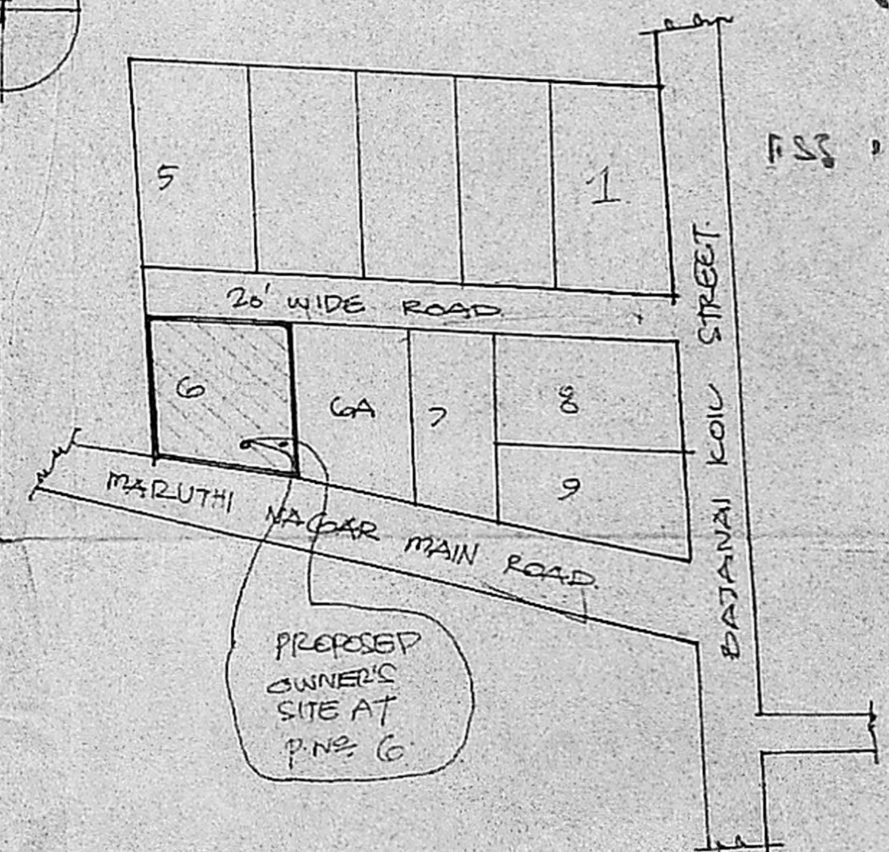 5
1
20' WIDE ROAD
6
6A
7
8
9
MARUTHI NAGAR MAIN ROAD.
BAJANAI KOIL STREET.
PROPOSED
OWNER'S
SITE AT
P.No. 6